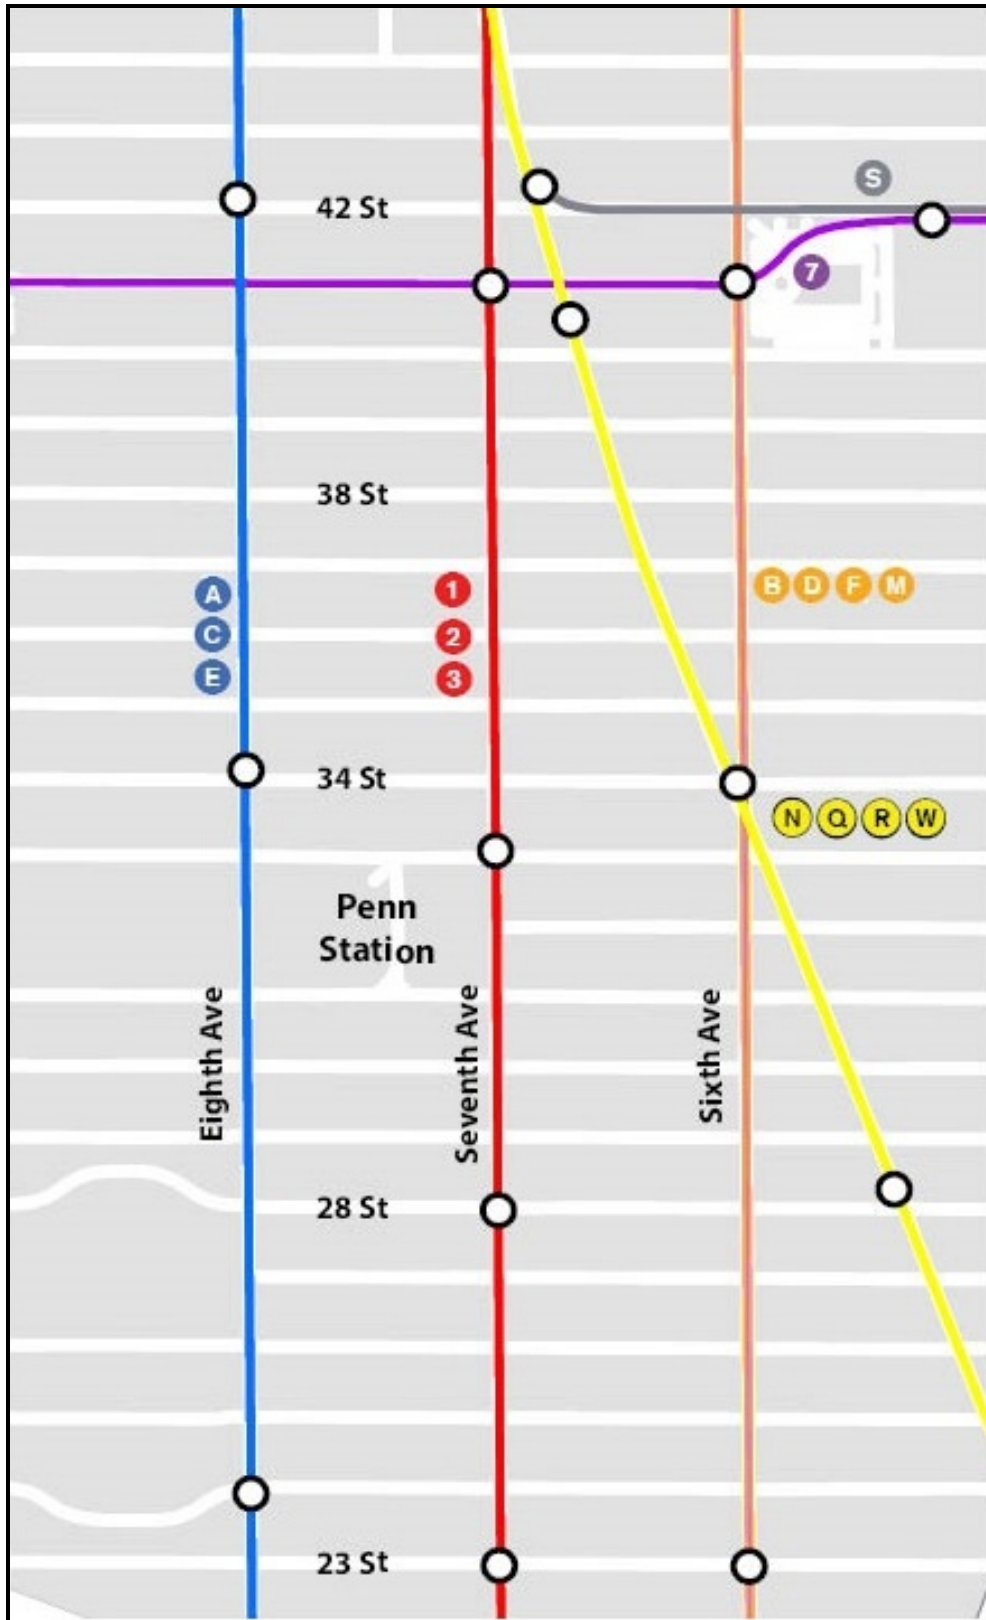 S
42 St
7
38 St
A
C
E
1
2
3
B D F M
34 St
N Q R W
Penn
Station
Eighth Ave
Seventh Ave
Sixth Ave
28 St
23 St